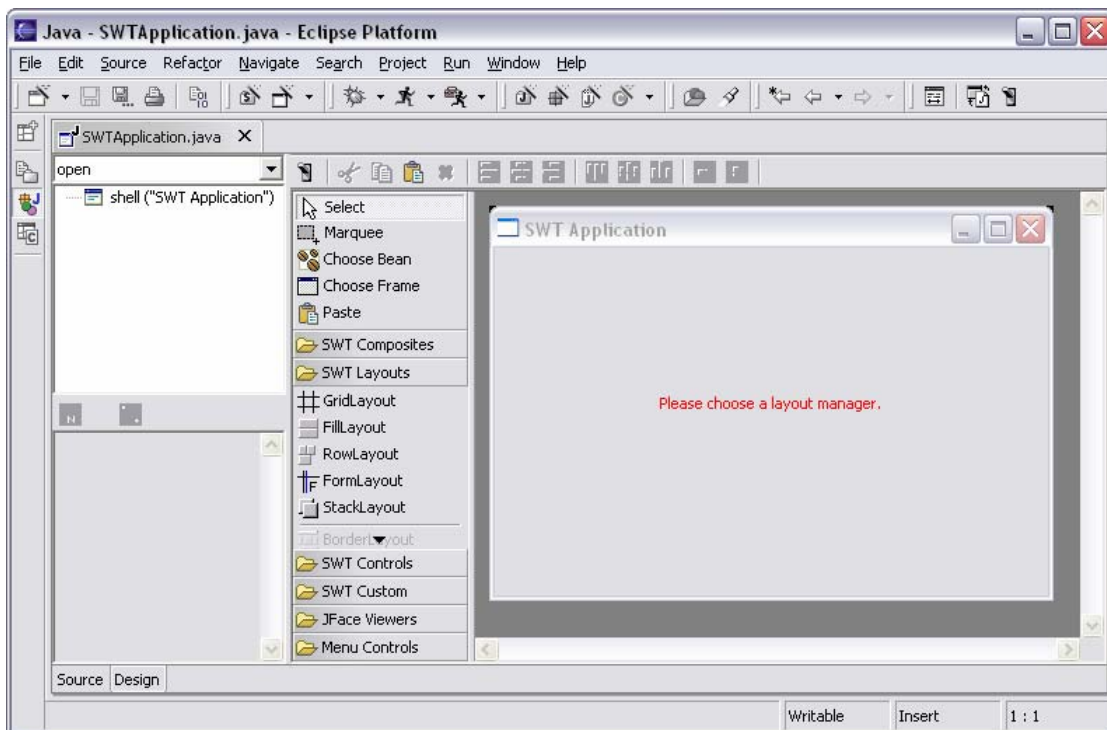 Java - SWTApplication.java - Eclipse Platform
File Edit Source Refactor Navigate Search Project Run Window Help
SWTApplication.java
open
shell ("SWT Application")
Select
Marquee
Choose Bean
Choose Frame
Paste
SWT Composites
SWT Layouts
GridLayout
FillLayout
RowLayout
FormLayout
StackLayout
BorderLayout
SWT Controls
SWT Custom
JFace Viewers
Menu Controls
SWT Application
Please choose a layout manager.
Source Design
Writable Insert 1 : 1